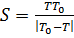 S = TT₀ / |T₀ − T|